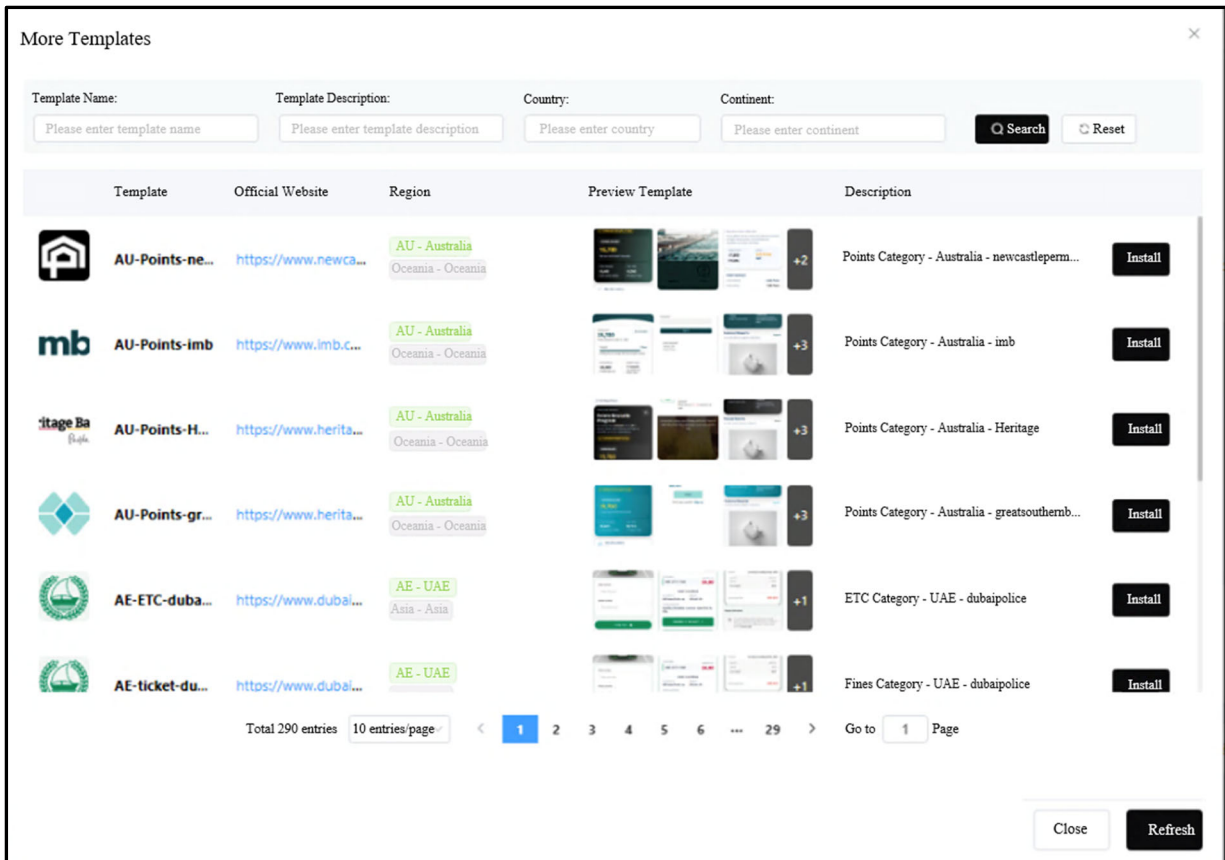 More Templates
×
Template Name: Template Description: Country: Continent:
Please enter template name Please enter template description Please enter country Please enter continent Search Reset
Template Official Website Region Preview Template Description
AU-Points-ne... https://www.newca... AU - Australia +2 Points Category - Australia - newcastleperm... Install
Oceania - Oceania
mb AU-Points-imb https://www.imb.c... AU - Australia +3 Points Category - Australia - imb Install
Oceania - Oceania
itage Ba AU-Points-H... https://www.herita... AU - Australia +3 Points Category - Australia - Heritage Install
Oceania - Oceania
AU-Points-gr... https://www.herita... AU - Australia +3 Points Category - Australia - greatsouthernb... Install
Oceania - Oceania
AE-ETC-duba... https://www.dubai... AE - UAE +1 ETC Category - UAE - dubaipolice Install
Asia - Asia
AE-ticket-du... https://www.dubai... AE - UAE +1 Fines Category - UAE - dubaipolice Install
Total 290 entries 10 entries/page < 1 2 3 4 5 6 ... 29 > Go to 1 Page
Close Refresh